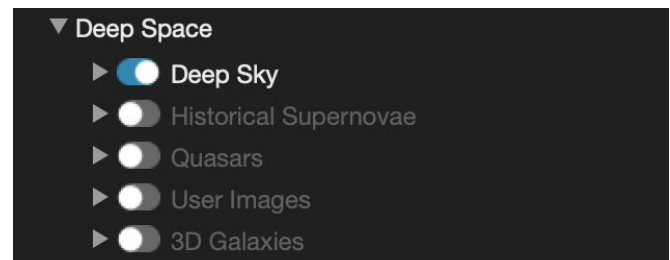 Deep Space
Deep Sky
Historical Supernovae
Quasars
User Images
3D Galaxies